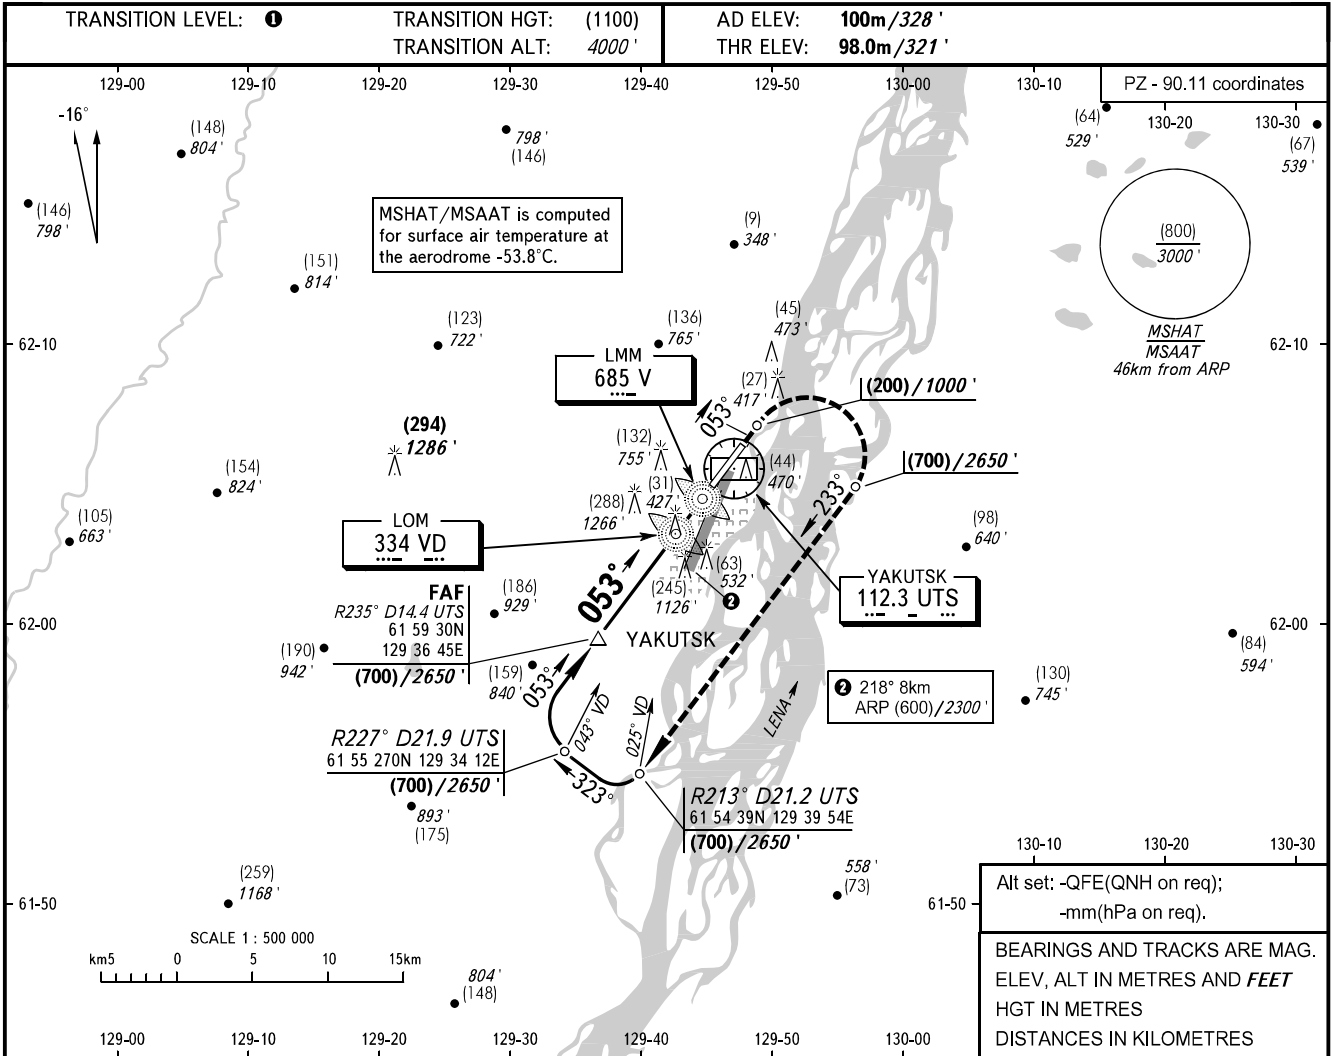 TRANSITION LEVEL: ❶
TRANSITION HGT: (1100)
TRANSITION ALT: 4000 '
AD ELEV: 100m/328 '
THR ELEV: 98.0m/321 '
129-00 129-10 129-20 129-30 129-40 129-50 130-00 130-10
PZ - 90.11 coordinates
130-20 130-30
-16°
(148)
804 '
798 '
(146)
(64)
529 '
(67)
539 '
(146)
798 '
MSHAT/MSAAT is computed
for surface air temperature at
the aerodrome -53.8°C.
(9)
348 '
(800)
3000 '
MSHAT
MSAAT
46km from ARP
(151)
814 '
(123)
722 '
(136)
765 '
(45)
473 '
62-10
62-10
LMM
685 V
(27)
417 '
(200)/1000 '
053°
(294)
1286 '
(132)
755 '
(44)
470 '
(700)/2650 '
(154)
824 '
(31)
427 '
(288)
1266 '
233°
(105)
663 '
LOM
334 VD
(98)
640 '
(63)
532 '
(245)
1126 '
❷
YAKUTSK
112.3 UTS
053°
FAF
R235° D14.4 UTS
61 59 30N
129 36 45E
(700)/2650 '
(186)
929 '
62-00
62-00
YAKUTSK
(190)
942 '
(159)
840 '
053°
(84)
594 '
(130)
745 '
❷ 218° 8km
ARP (600)/2300 '
LENA
043° VD
025° VD
R227° D21.9 UTS
61 55 270N 129 34 12E
(700)/2650 '
323°
R213° D21.2 UTS
61 54 39N 129 39 54E
(700)/2650 '
893 '
(175)
558 '
(73)
130-10 130-20 130-30
(259)
1168 '
61-50
61-50
Alt set: -QFE(QNH on req);
-mm(hPa on req).
SCALE 1 : 500 000
km5 0 5 10 15km
804 '
(148)
BEARINGS AND TRACKS ARE MAG.
ELEV, ALT IN METRES AND FEET
HGT IN METRES
DISTANCES IN KILOMETRES
129-00 129-10 129-20 129-30 129-40 129-50 130-00